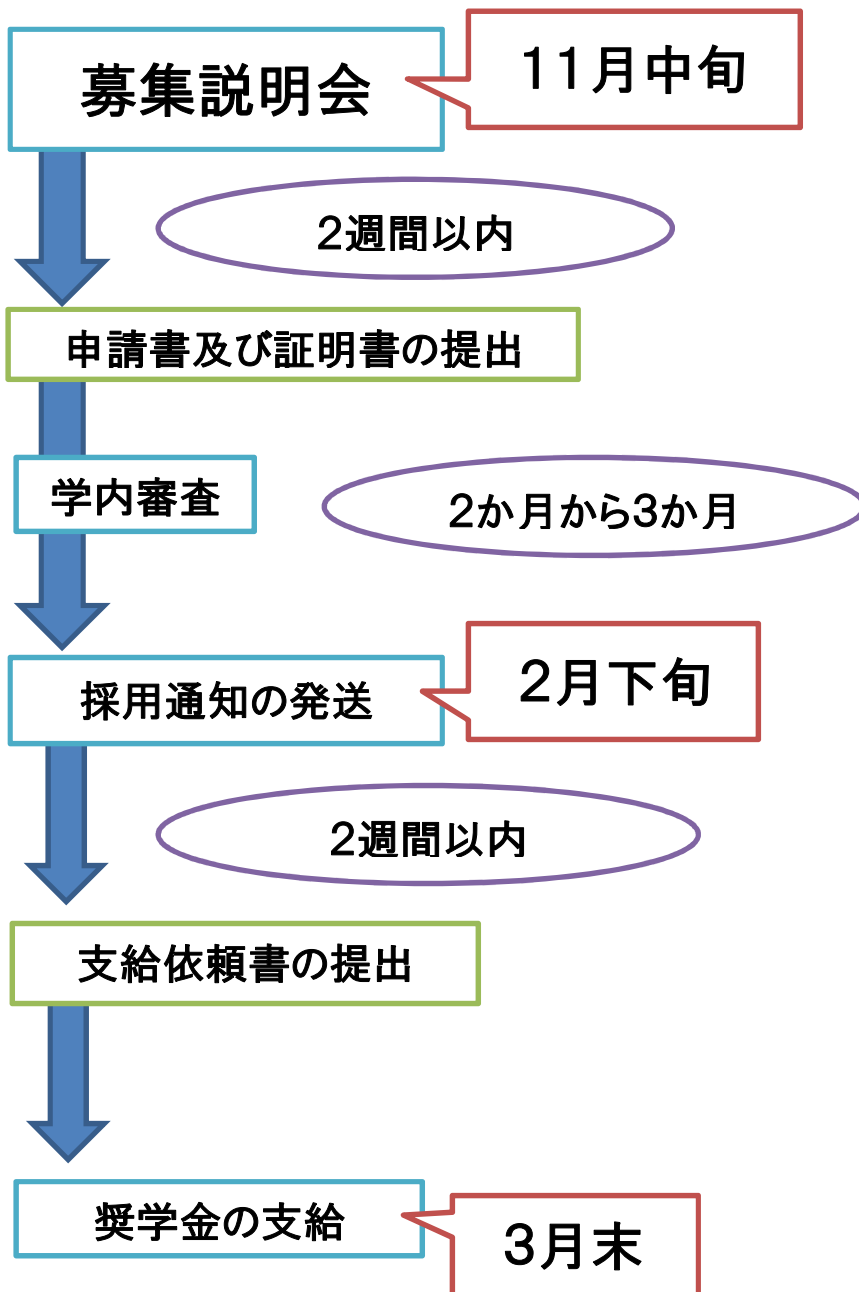 募集説明会
11月中旬
2週間以内
申請書及び証明書の提出
学内審査
2か月から3か月
採用通知の発送
2月下旬
2週間以内
支給依頼書の提出
奨学金の支給
3月末